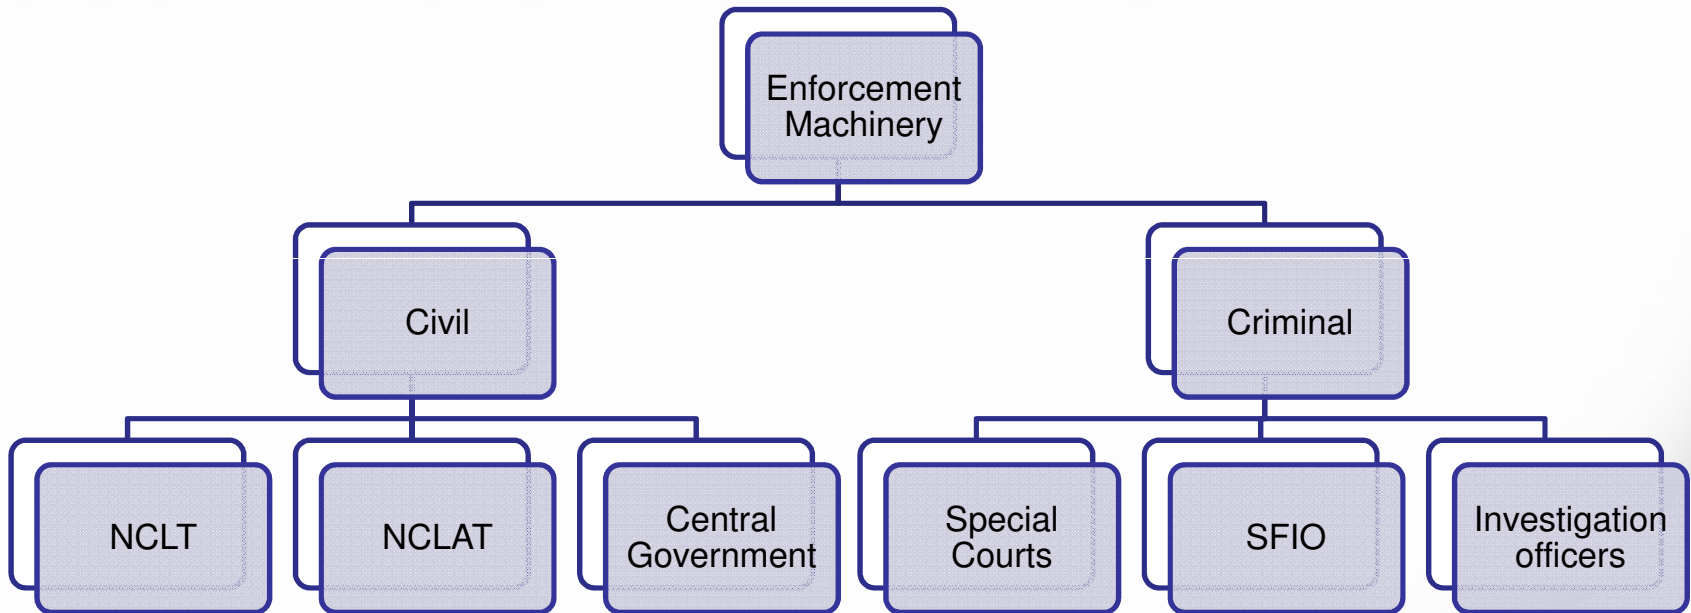 Enforcement
Machinery
Civil
Criminal
NCLT
NCLAT
Central
Government
Special
Courts
SFIO
Investigation
officers